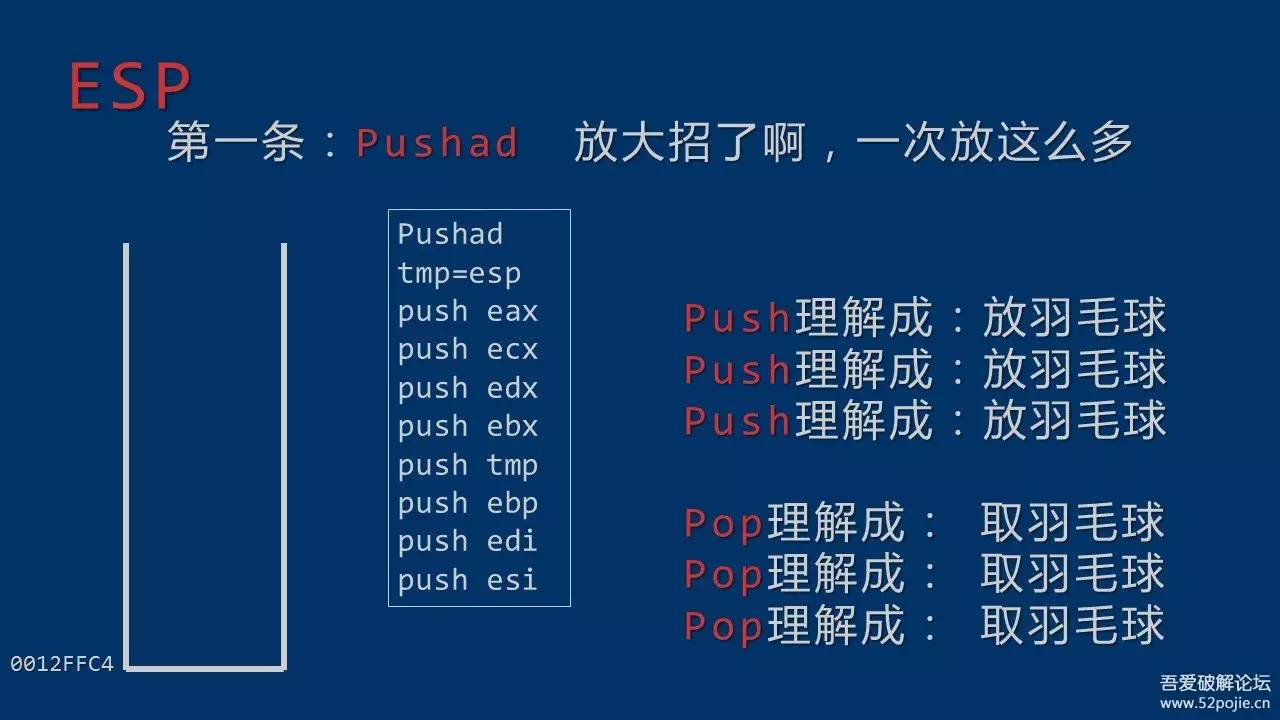 ESP
第一条：Pushad 放大招了啊，一次放这么多
Pushad
tmp=esp
push eax
push ecx
push edx
push ebx
push tmp
push ebp
push edi
push esi
Push理解成：放羽毛球
Push理解成：放羽毛球
Push理解成：放羽毛球
Pop理解成： 取羽毛球
Pop理解成： 取羽毛球
Pop理解成： 取羽毛球
0012FFC4
吾爱破解论坛
www.52pojie.cn